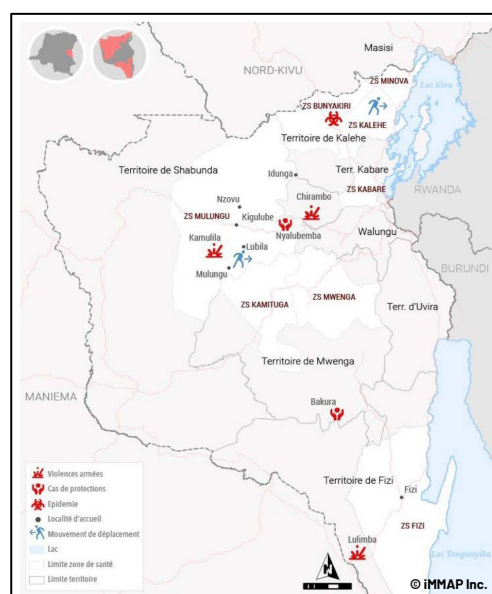 Masisi
NORD-KIVU
ZS MINOVA
Lac Kivu
ZS BUNYAKIRI
ZS KALEHE
Territoire de Kalehe
Territoire de Shabunda
Idunga
Terr. Kabare
ZS KABARE
RWANDA
Nzovu
Chirambo
ZS MULUNGU
Kigulube
Nyalubemba
Walungu
Kamulila
Lubila
BURUNDI
Mulungu
ZS KAMITUGA
ZS MWENGA
Terr. d'Uvira
Territoire de Mwenga
MANIEMA
Bakura
Territoire de Fizi
Fizi
ZS FIZI
Lulimba
Lac Tanganyika
Violences armées
Cas de protections
Epidemie
Localité d'accueil
Mouvement de déplacement
Lac
Limite zone de santé
Limite territoire
N
© iMMAP Inc.